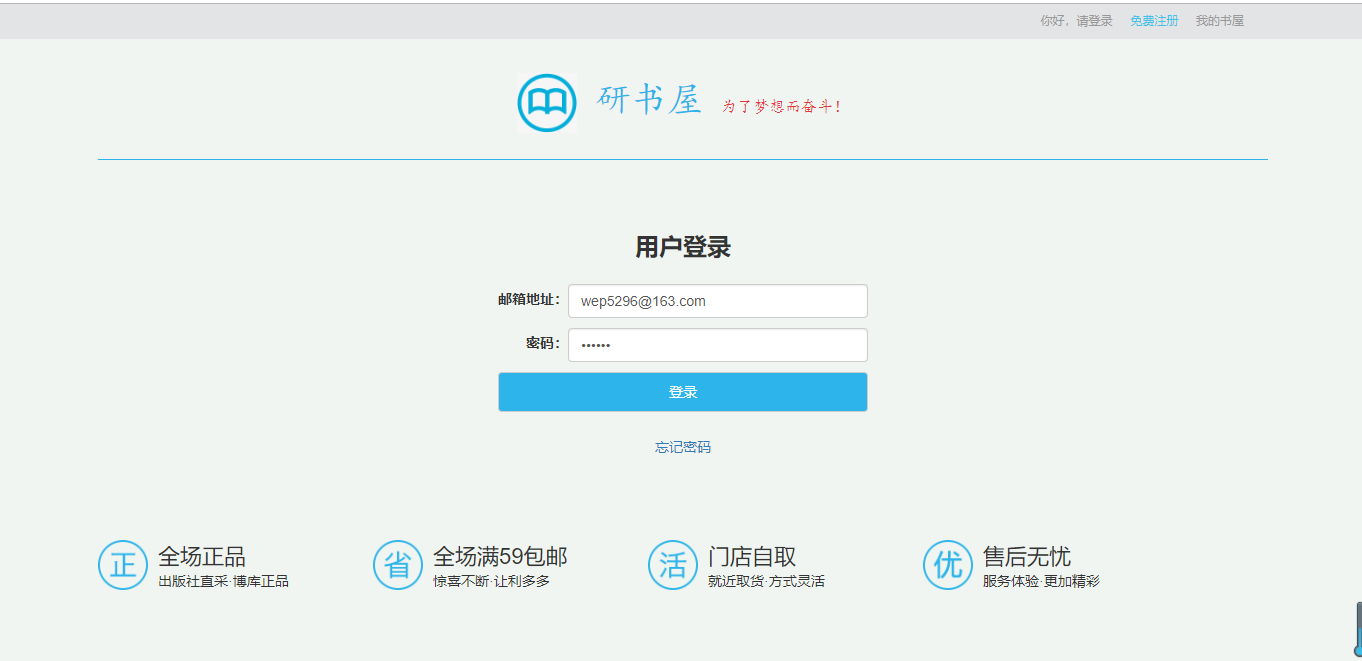 你好，请登录 免费注册 我的书屋
研书屋 为了梦想而奋斗！
用户登录
邮箱地址： wep5296@163.com
密码： ••••••
登录
忘记密码
正 全场正品
出版社直采·博库正品
省 全场满59包邮
惊喜不断·让利多多
活 门店自取
就近取货·方式灵活
优 售后无忧
服务体验·更加精彩